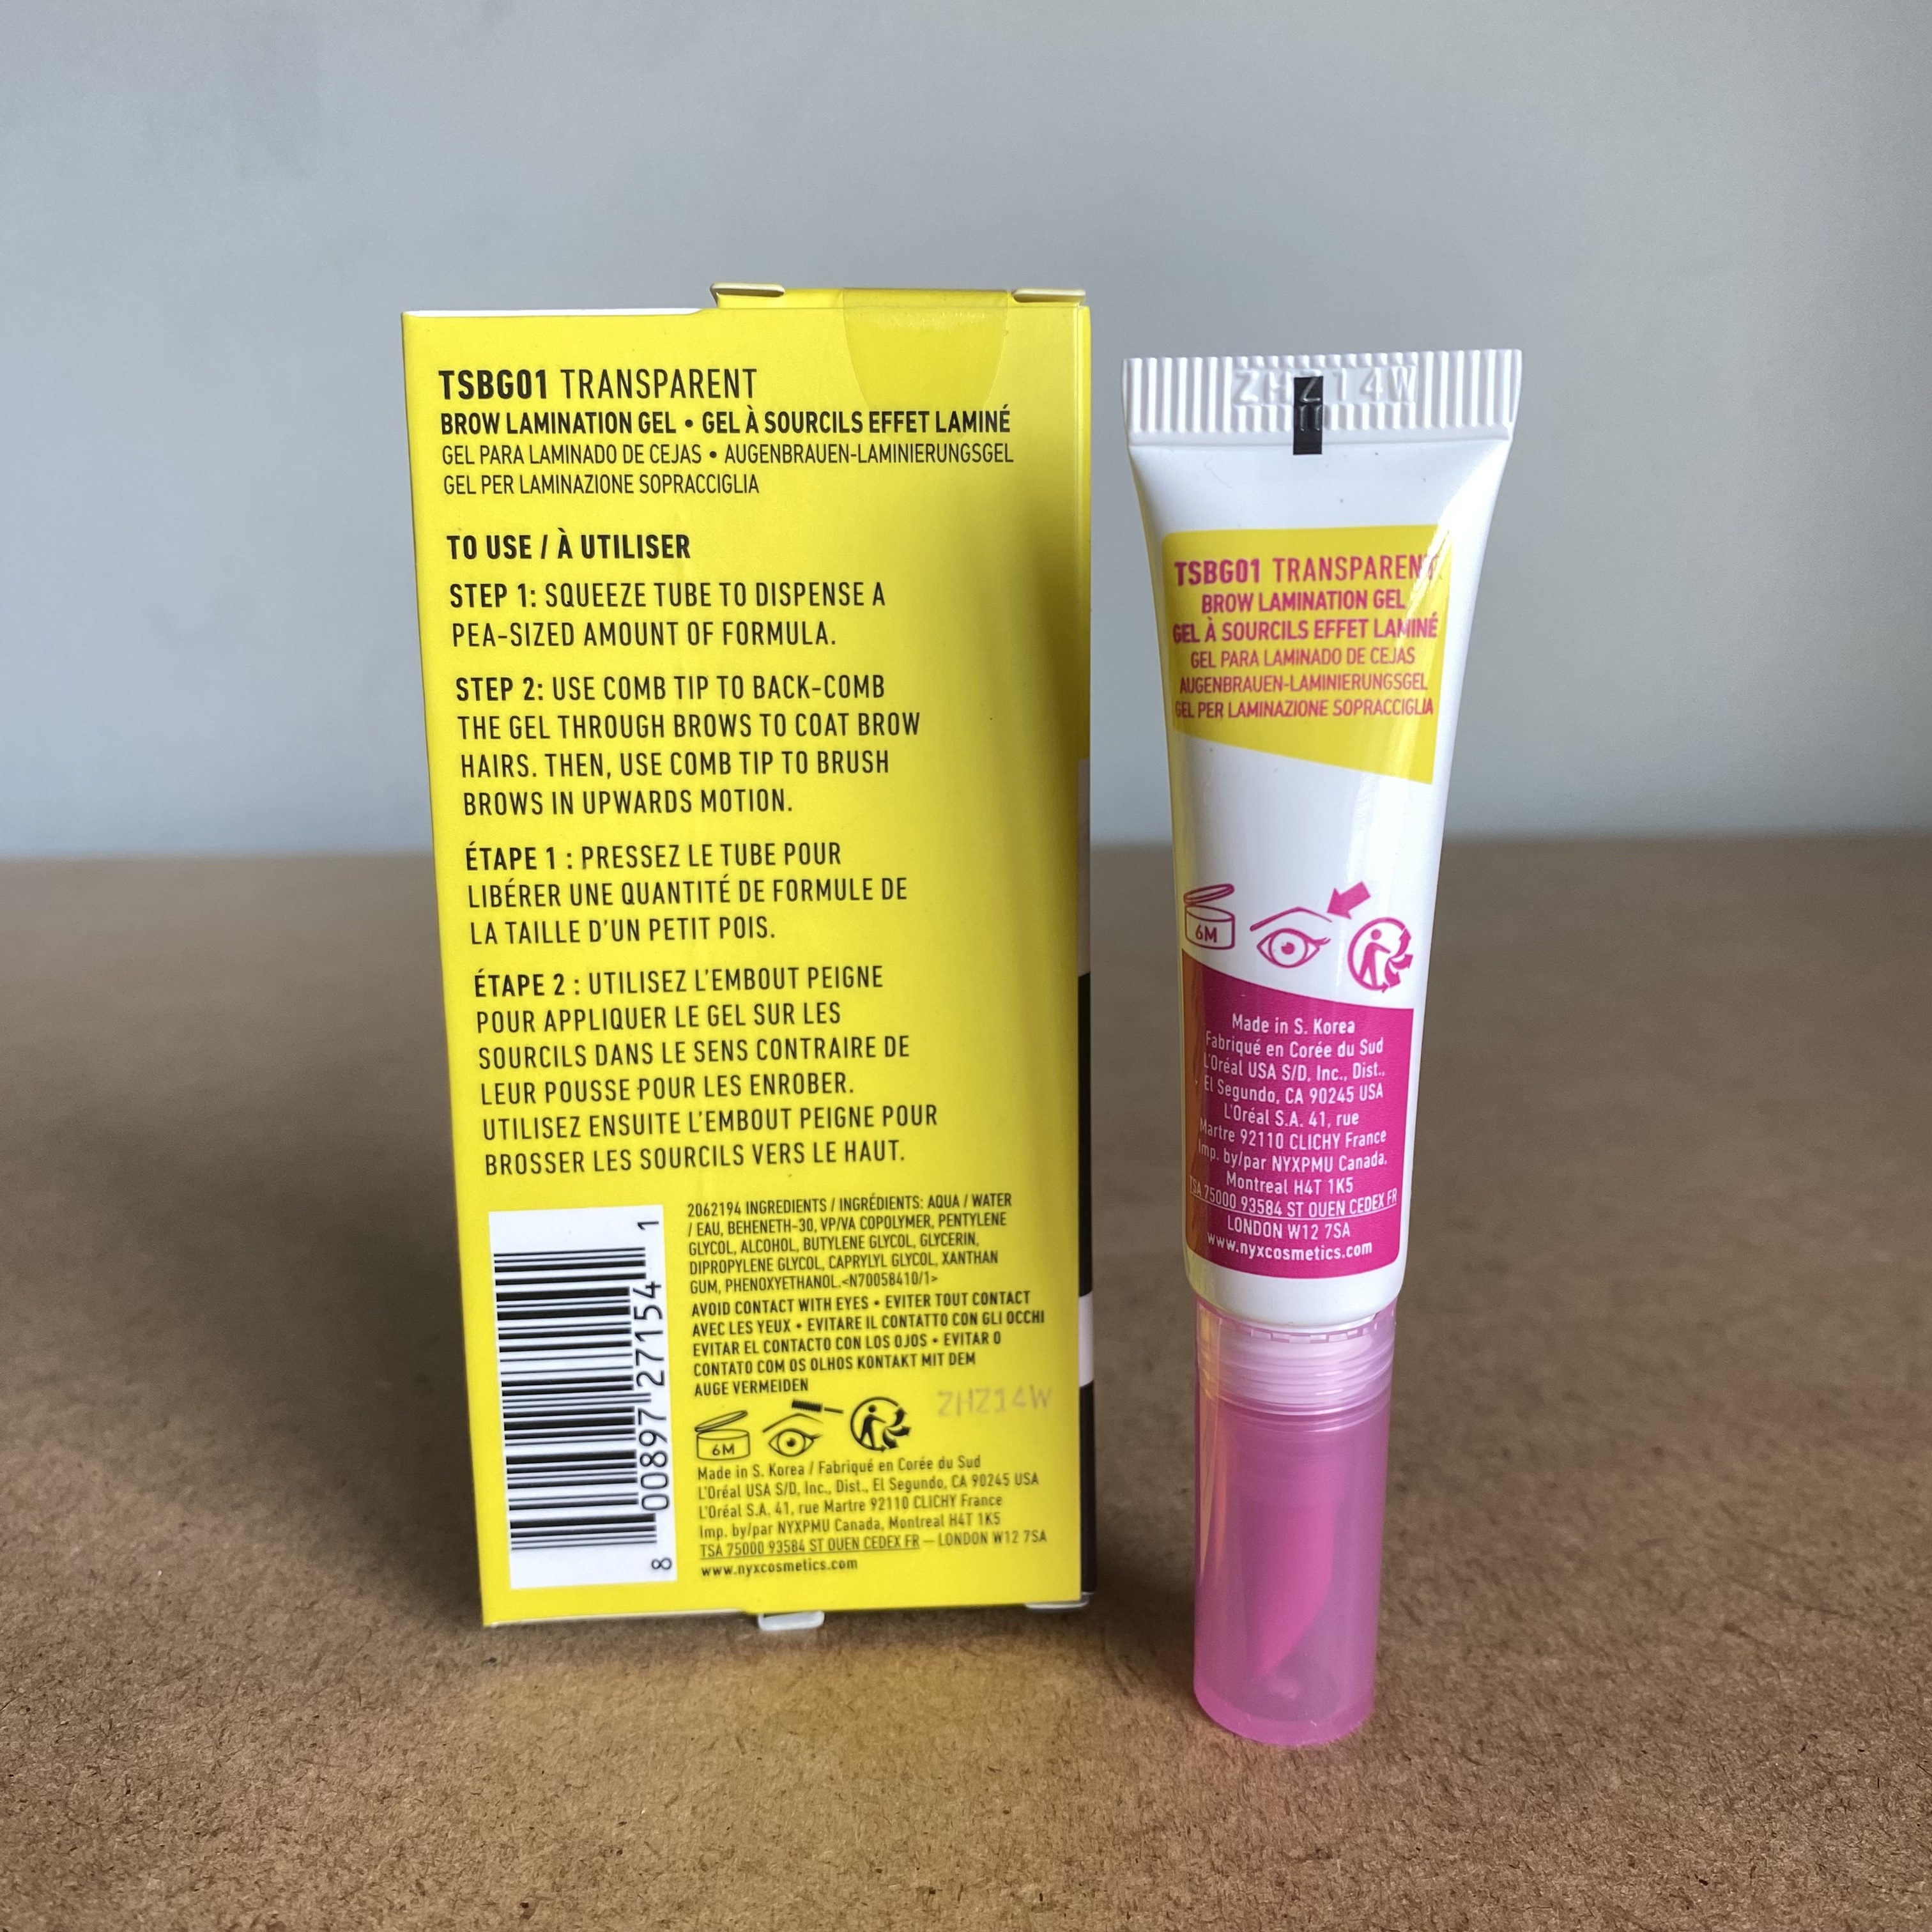 TSBG01 TRANSPARENT
BROW LAMINATION GEL • GEL À SOURCILS EFFET LAMINÉ
GEL PARA LAMINADO DE CEJAS • AUGENBRAUEN-LAMINIERUNGSGEL
GEL PER LAMINAZIONE SOPRACCIGLIA
TO USE / À UTILISER
STEP 1: SQUEEZE TUBE TO DISPENSE A
PEA-SIZED AMOUNT OF FORMULA.
STEP 2: USE COMB TIP TO BACK-COMB
THE GEL THROUGH BROWS TO COAT BROW
HAIRS. THEN, USE COMB TIP TO BRUSH
BROWS IN UPWARDS MOTION.
ÉTAPE 1 : PRESSEZ LE TUBE POUR
LIBÉRER UNE QUANTITÉ DE FORMULE DE
LA TAILLE D'UN PETIT POIS.
ÉTAPE 2 : UTILISEZ L'EMBOUT PEIGNE
POUR APPLIQUER LE GEL SUR LES
SOURCILS DANS LE SENS CONTRAIRE DE
LEUR POUSSE POUR LES ENROBER.
UTILISEZ ENSUITE L'EMBOUT PEIGNE POUR
BROSSER LES SOURCILS VERS LE HAUT.
8 00897 27154 1
2062194 INGREDIENTS / INGRÉDIENTS: AQUA / WATER
/ EAU, BEHENETH-30, VP/VA COPOLYMER, PENTYLENE
GLYCOL, ALCOHOL, BUTYLENE GLYCOL, GLYCERIN,
DIPROPYLENE GLYCOL, CAPRYLYL GLYCOL, XANTHAN
GUM, PHENOXYETHANOL.<N70058410/1>
AVOID CONTACT WITH EYES • EVITER TOUT CONTACT
AVEC LES YEUX • EVITARE IL CONTATTO CON GLI OCCHI
EVITAR EL CONTACTO CON LOS OJOS • EVITAR O
CONTATO COM OS OLHOS KONTAKT MIT DEM
AUGE VERMEIDEN
ZHZ14W
6M
Made in S. Korea / Fabriqué en Corée du Sud
L'Oréal USA S/D, Inc., Dist., El Segundo, CA 90245 USA
L'Oréal S.A. 41, rue Martre 92110 CLICHY France
Imp. by/par NYXPMU Canada, Montreal H4T 1K5
TSA 75000 93584 ST OUEN CEDEX FR — LONDON W12 7SA
www.nyxcosmetics.com
ZHZ14W
TSBG01 TRANSPARENT
BROW LAMINATION GEL
GEL À SOURCILS EFFET LAMINÉ
GEL PARA LAMINADO DE CEJAS
AUGENBRAUEN-LAMINIERUNGSGEL
GEL PER LAMINAZIONE SOPRACCIGLIA
6M
Made in S. Korea
Fabriqué en Corée du Sud
L'Oréal USA S/D, Inc., Dist.,
El Segundo, CA 90245 USA
L'Oréal S.A. 41, rue
Martre 92110 CLICHY France
Imp. by/par NYXPMU Canada,
Montreal H4T 1K5
TSA 75000 93584 ST OUEN CEDEX FR
LONDON W12 7SA
www.nyxcosmetics.com